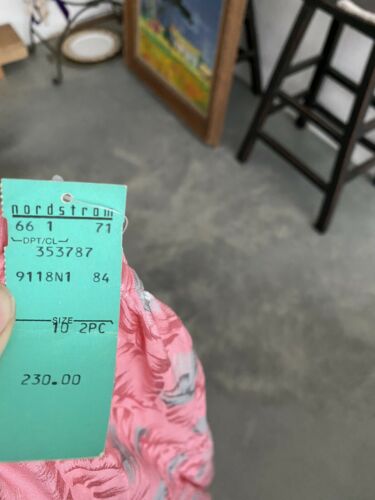 nordstrom
66 1 71
DPT/CL
353787
9118N1 84
SIZE
10 2PC
230.00